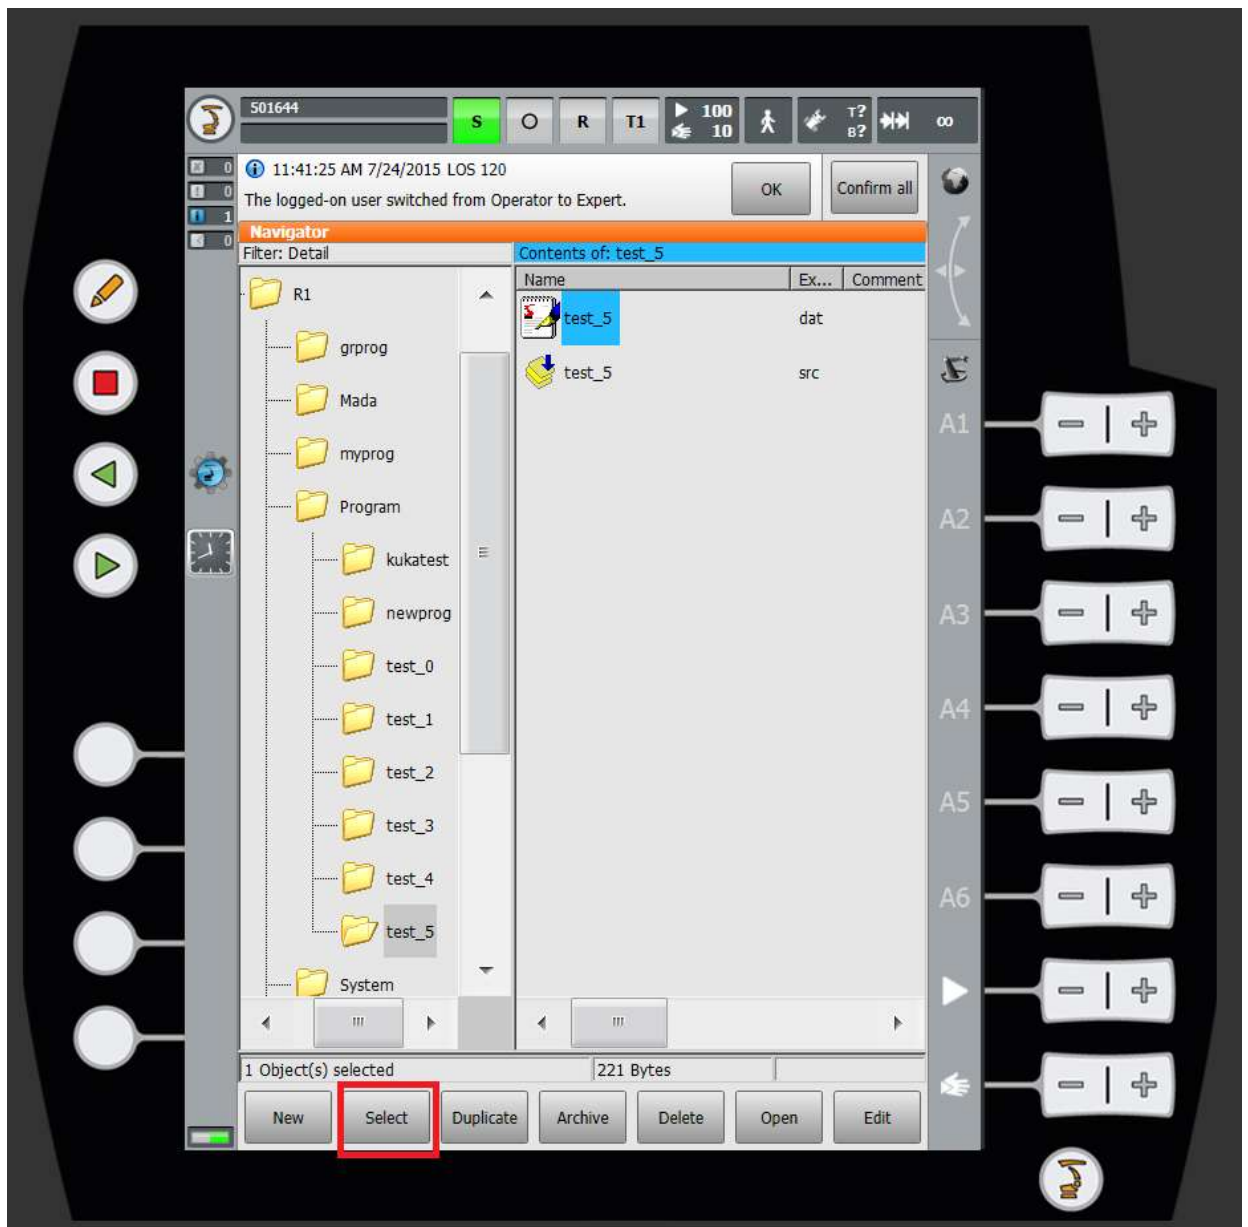 501644
S
R
T1
100
10
T?
B?
∞
0
0
1
0
11:41:25 AM 7/24/2015 LOS 120
The logged-on user switched from Operator to Expert.
OK
Confirm all
Navigator
Filter: Detail
Contents of: test_5
Name
Ex...
Comment
R1
grprog
Mada
myprog
Program
kukatest
newprog
test_0
test_1
test_2
test_3
test_4
test_5
System
test_5
dat
test_5
src
A1
A2
A3
A4
A5
A6
1 Object(s) selected
221 Bytes
New
Select
Duplicate
Archive
Delete
Open
Edit